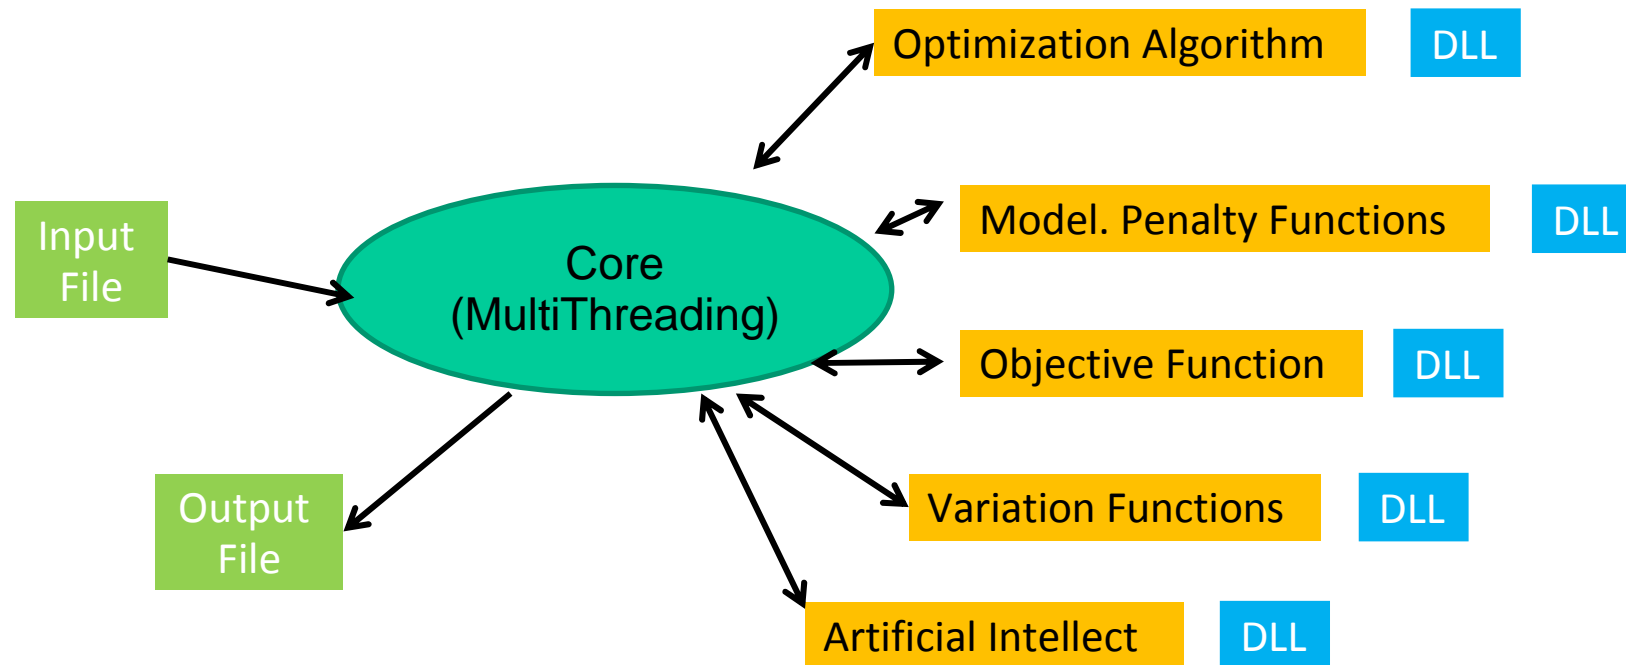 Optimization Algorithm
DLL
Model. Penalty Functions
DLL
Input
File
Core
(MultiThreading)
Objective Function
DLL
Output
File
Variation Functions
DLL
Artificial Intellect
DLL